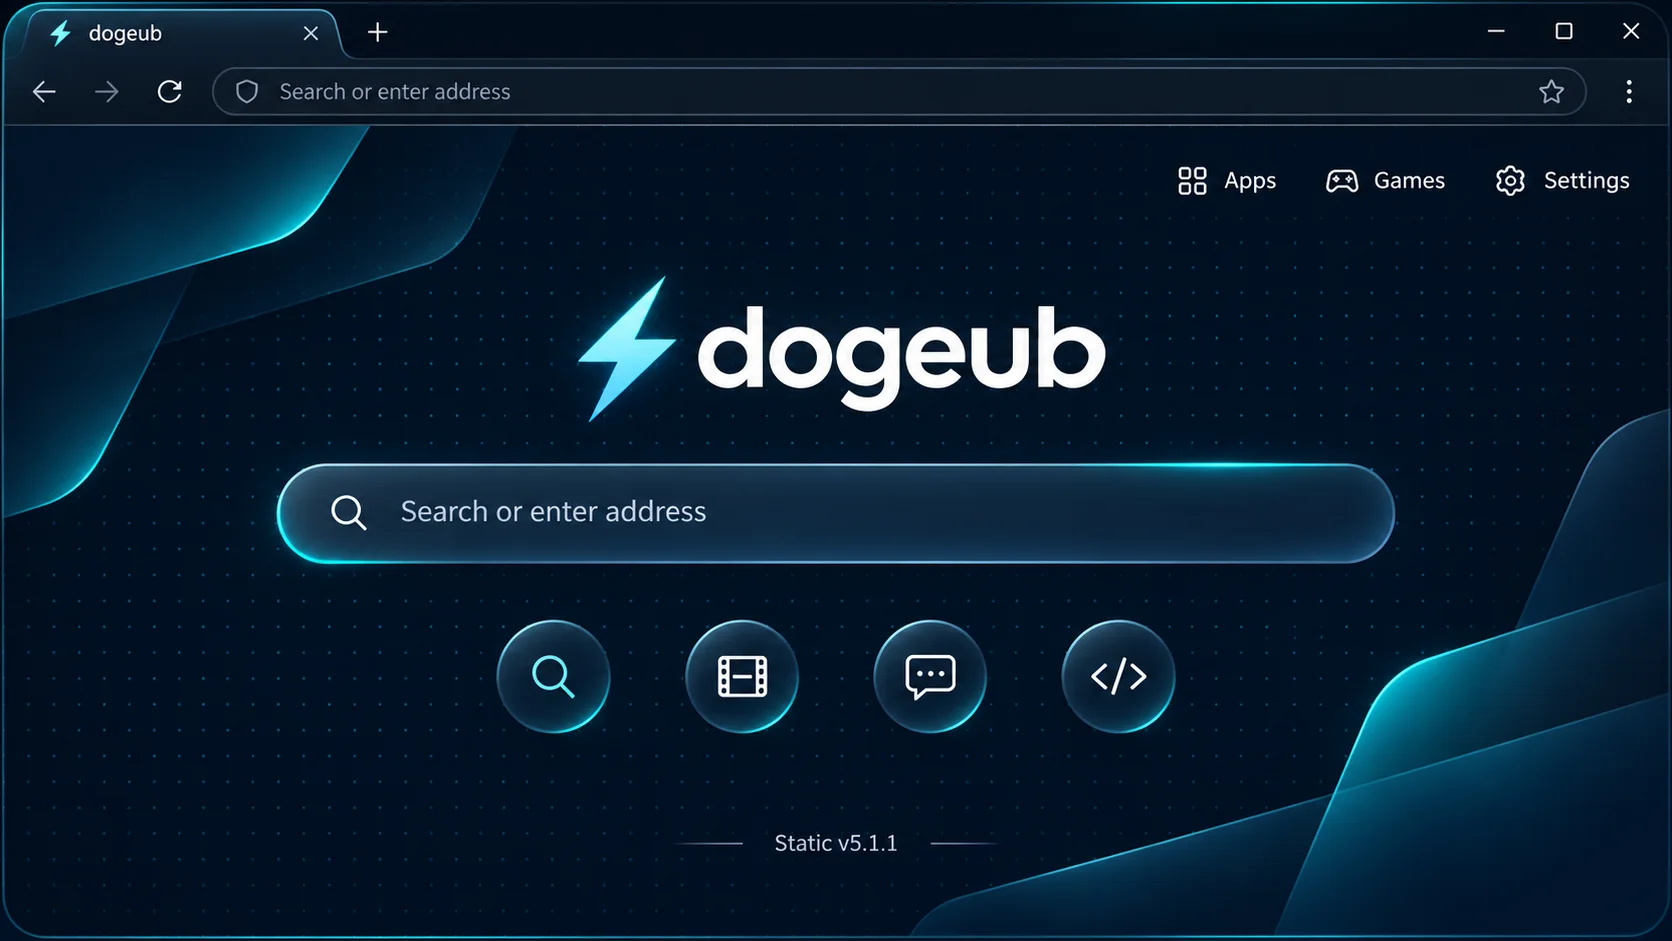 dogeub
Search or enter address
Apps
Games
Settings
dogeub
Search or enter address
Static v5.1.1